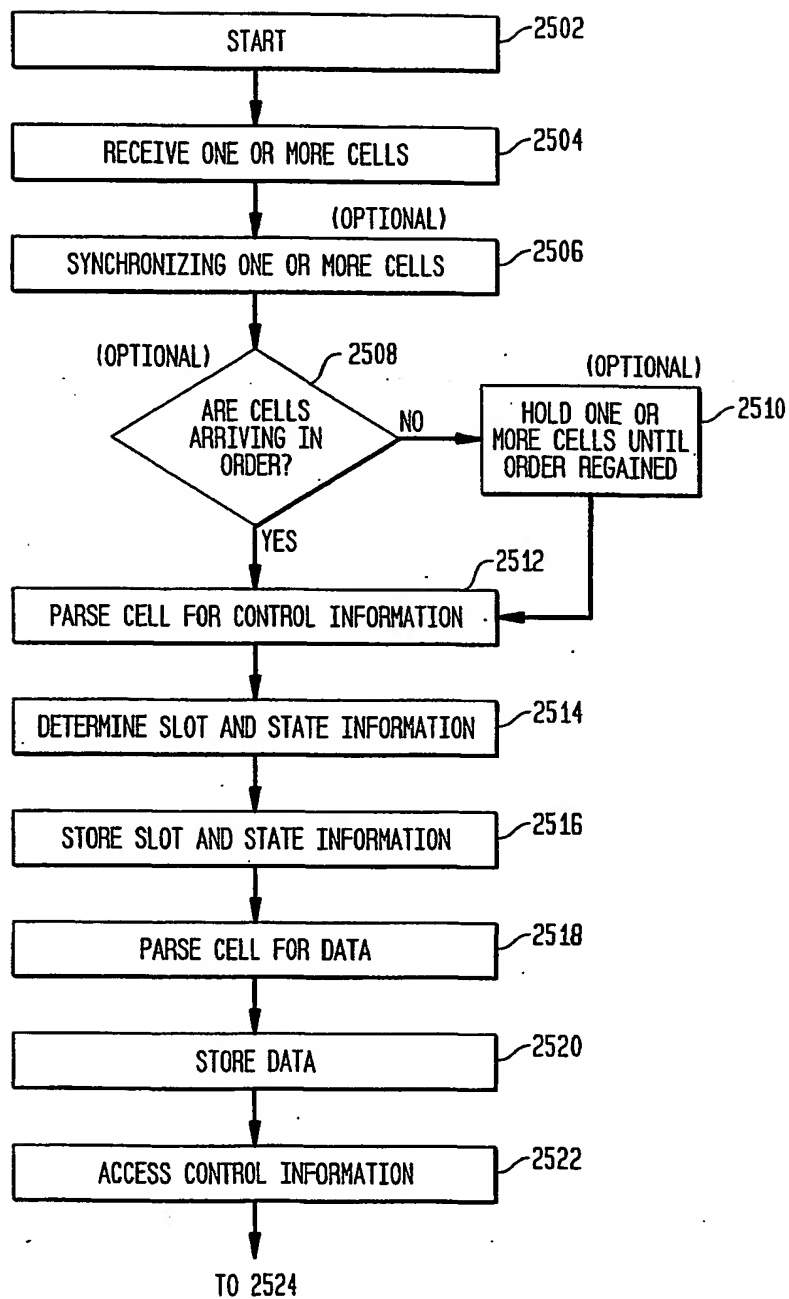 START
2502
RECEIVE ONE OR MORE CELLS
2504
(OPTIONAL)
SYNCHRONIZING ONE OR MORE CELLS
2506
(OPTIONAL)
2508
ARE CELLS
ARRIVING IN
ORDER?
NO
(OPTIONAL)
HOLD ONE OR
MORE CELLS UNTIL
ORDER REGAINED
2510
YES
2512
PARSE CELL FOR CONTROL INFORMATION
DETERMINE SLOT AND STATE INFORMATION
2514
STORE SLOT AND STATE INFORMATION
2516
PARSE CELL FOR DATA
2518
STORE DATA
2520
ACCESS CONTROL INFORMATION
2522
TO 2524